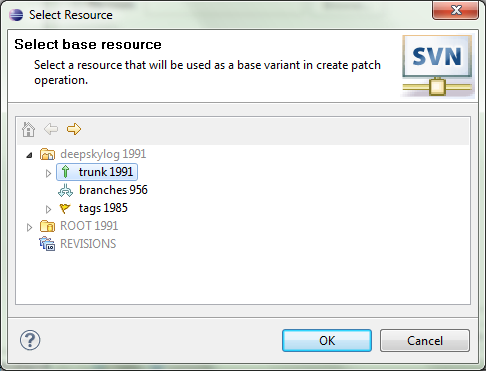 Select Resource
Select base resource
Select a resource that will be used as a base variant in create patch
operation.
SVN
deepskylog 1991
trunk 1991
branches 956
tags 1985
ROOT 1991
REVISIONS
OK
Cancel